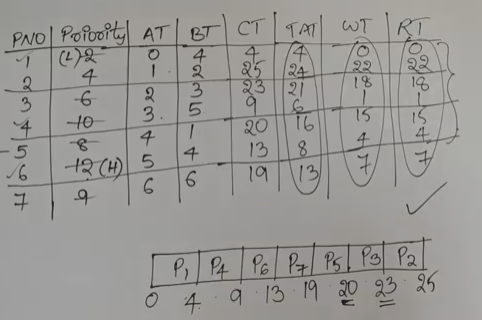 PNO Priority AT BT CT TAT WT RT
1 (L) 2 0 4 4 4 0 0
2 4 1 2 25 24 22 22
3 6 2 3 23 21 18 18
4 10 3 5 9 6 1 1
5 8 4 1 20 16 15 15
6 12 (H) 5 4 13 8 4 4
7 9 6 6 19 13 7 7
P1 P4 P6 P7 P5 P3 P2
0 4 9 13 19 20 23 25